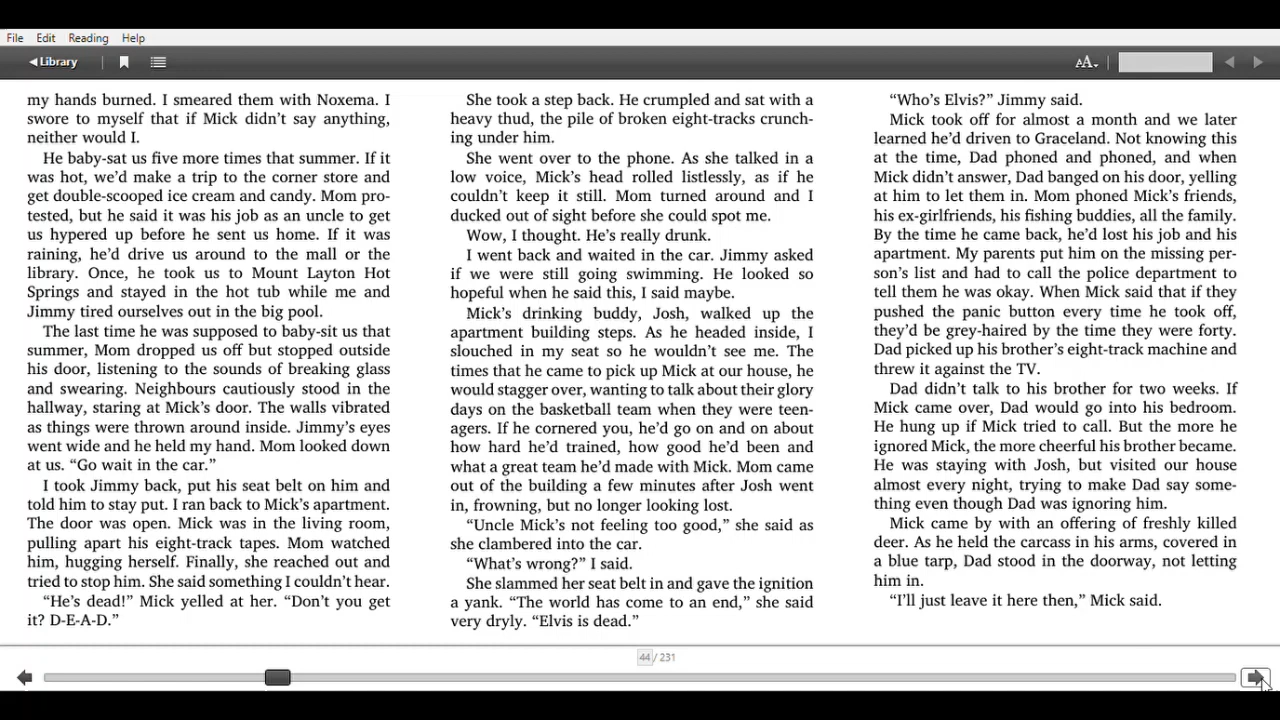 File Edit Reading Help
Library
AA
my hands burned. I smeared them with Noxema. I
swore to myself that if Mick didn't say anything,
neither would I.
He baby-sat us five more times that summer. If it
was hot, we'd make a trip to the corner store and
get double-scooped ice cream and candy. Mom pro-
tested, but he said it was his job as an uncle to get
us hypered up before he sent us home. If it was
raining, he'd drive us around to the mall or the
library. Once, he took us to Mount Layton Hot
Springs and stayed in the hot tub while me and
Jimmy tired ourselves out in the big pool.
The last time he was supposed to baby-sit us that
summer, Mom dropped us off but stopped outside
his door, listening to the sounds of breaking glass
and swearing. Neighbours cautiously stood in the
hallway, staring at Mick's door. The walls vibrated
as things were thrown around inside. Jimmy's eyes
went wide and he held my hand. Mom looked down
at us. “Go wait in the car.”
I took Jimmy back, put his seat belt on him and
told him to stay put. I ran back to Mick's apartment.
The door was open. Mick was in the living room,
pulling apart his eight-track tapes. Mom watched
him, hugging herself. Finally, she reached out and
tried to stop him. She said something I couldn't hear.
“He's dead!” Mick yelled at her. “Don't you get
it? D-E-A-D.”
She took a step back. He crumpled and sat with a
heavy thud, the pile of broken eight-tracks crunch-
ing under him.
She went over to the phone. As she talked in a
low voice, Mick's head rolled listlessly, as if he
couldn't keep it still. Mom turned around and I
ducked out of sight before she could spot me.
Wow, I thought. He's really drunk.
I went back and waited in the car. Jimmy asked
if we were still going swimming. He looked so
hopeful when he said this, I said maybe.
Mick's drinking buddy, Josh, walked up the
apartment building steps. As he headed inside, I
slouched in my seat so he wouldn't see me. The
times that he came to pick up Mick at our house, he
would stagger over, wanting to talk about their glory
days on the basketball team when they were teen-
agers. If he cornered you, he'd go on and on about
how hard he'd trained, how good he'd been and
what a great team he'd made with Mick. Mom came
out of the building a few minutes after Josh went
in, frowning, but no longer looking lost.
“Uncle Mick's not feeling too good,” she said as
she clambered into the car.
“What's wrong?” I said.
She slammed her seat belt in and gave the ignition
a yank. “The world has come to an end,” she said
very dryly. “Elvis is dead.”
“Who's Elvis?” Jimmy said.
Mick took off for almost a month and we later
learned he'd driven to Graceland. Not knowing this
at the time, Dad phoned and phoned, and when
Mick didn't answer, Dad banged on his door, yelling
at him to let them in. Mom phoned Mick's friends,
his ex-girlfriends, his fishing buddies, all the family.
By the time he came back, he'd lost his job and his
apartment. My parents put him on the missing per-
son's list and had to call the police department to
tell them he was okay. When Mick said that if they
pushed the panic button every time he took off,
they'd be grey-haired by the time they were forty.
Dad picked up his brother's eight-track machine and
threw it against the TV.
Dad didn't talk to his brother for two weeks. If
Mick came over, Dad would go into his bedroom.
He hung up if Mick tried to call. But the more he
ignored Mick, the more cheerful his brother became.
He was staying with Josh, but visited our house
almost every night, trying to make Dad say some-
thing even though Dad was ignoring him.
Mick came by with an offering of freshly killed
deer. As he held the carcass in his arms, covered in
a blue tarp, Dad stood in the doorway, not letting
him in.
“I'll just leave it here then,” Mick said.
44 / 231